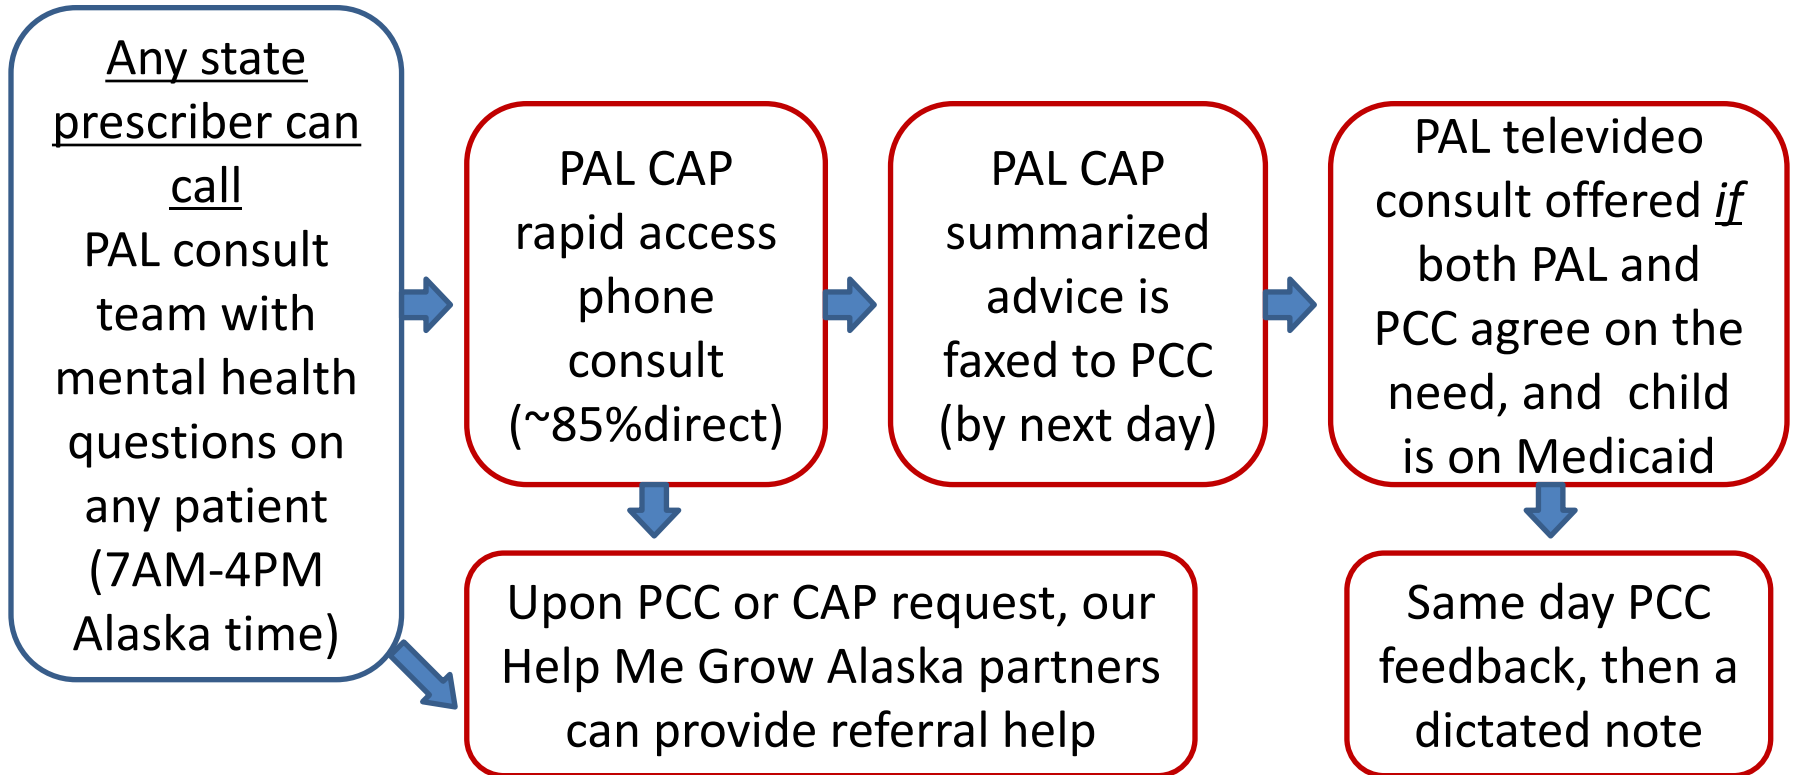 Any state
prescriber can
call
PAL consult
team with
mental health
questions on
any patient
(7AM-4PM
Alaska time)
PAL CAP
rapid access
phone
consult
(~85%direct)
PAL CAP
summarized
advice is
faxed to PCC
(by next day)
PAL televideo
consult offered if
both PAL and
PCC agree on the
need, and  child
is on Medicaid
Upon PCC or CAP request, our
Help Me Grow Alaska partners
can provide referral help
Same day PCC
feedback, then a
dictated note